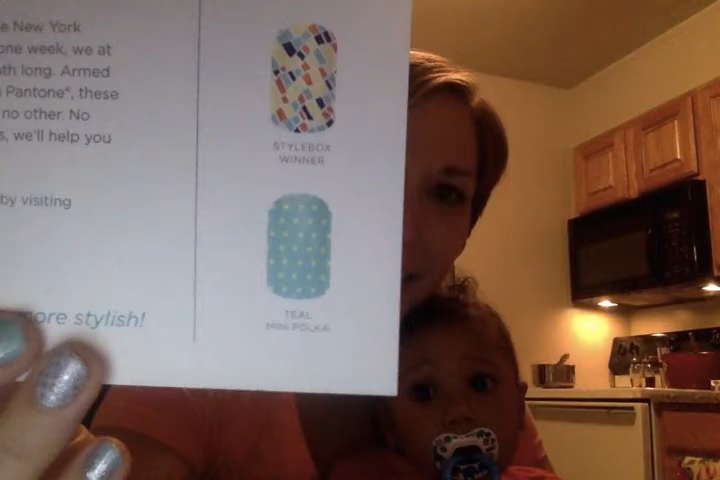 e New York
one week, we at
th long. Armed
Pantone®, these
no other. No
s, we'll help you
by visiting
ore stylish!
STYLEBOX
WINNER
TEAL
MINI POLKA